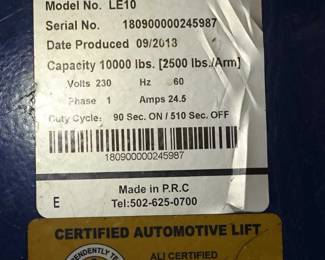 Model No. LE10
Serial No. 180900000245987
Date Produced 09/2013
Capacity 10000 lbs. [2500 lbs./Arm]
Volts 230 Hz 60
Phase 1 Amps 24.5
Duty Cycle: 90 Sec. ON / 510 Sec. OFF
180900000245987
Made in P.R.C
E Tel:502-625-0700
CERTIFIED AUTOMOTIVE LIFT
ALI CERTIFIED